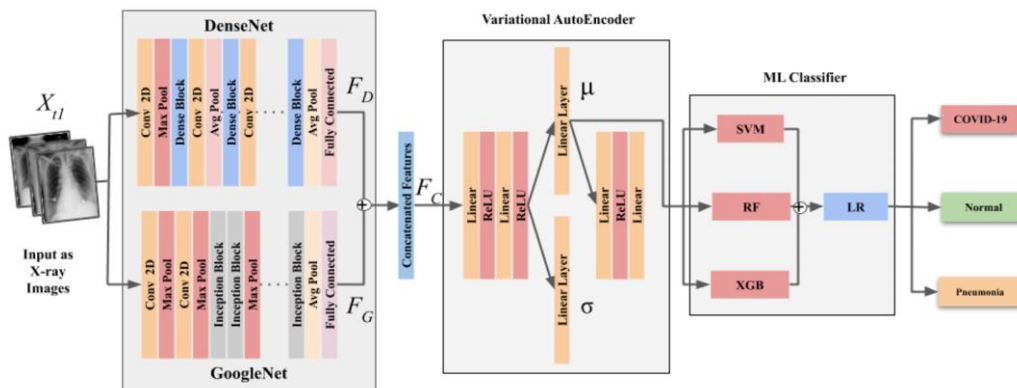 DenseNet
Conv 2D
Max Pool
Dense Block
Conv 2D
Avg Pool
Dense Block
Conv 2D
Dense Block
Avg Pool
Fully Connected
F_D
X_{t1}
Input as
X-ray
Images
Conv 2D
Max Pool
Conv 2D
Max Pool
Inception Block
Inception Block
Max Pool
Inception Block
Avg Pool
Fully Connected
F_G
GoogleNet
Concatenated Features
F_C
Variational AutoEncoder
Linear
ReLU
Linear
ReLU
Linear Layer
μ
Linear Layer
σ
Linear
ReLU
Linear
ML Classifier
SVM
RF
XGB
LR
COVID-19
Normal
Pneumonia